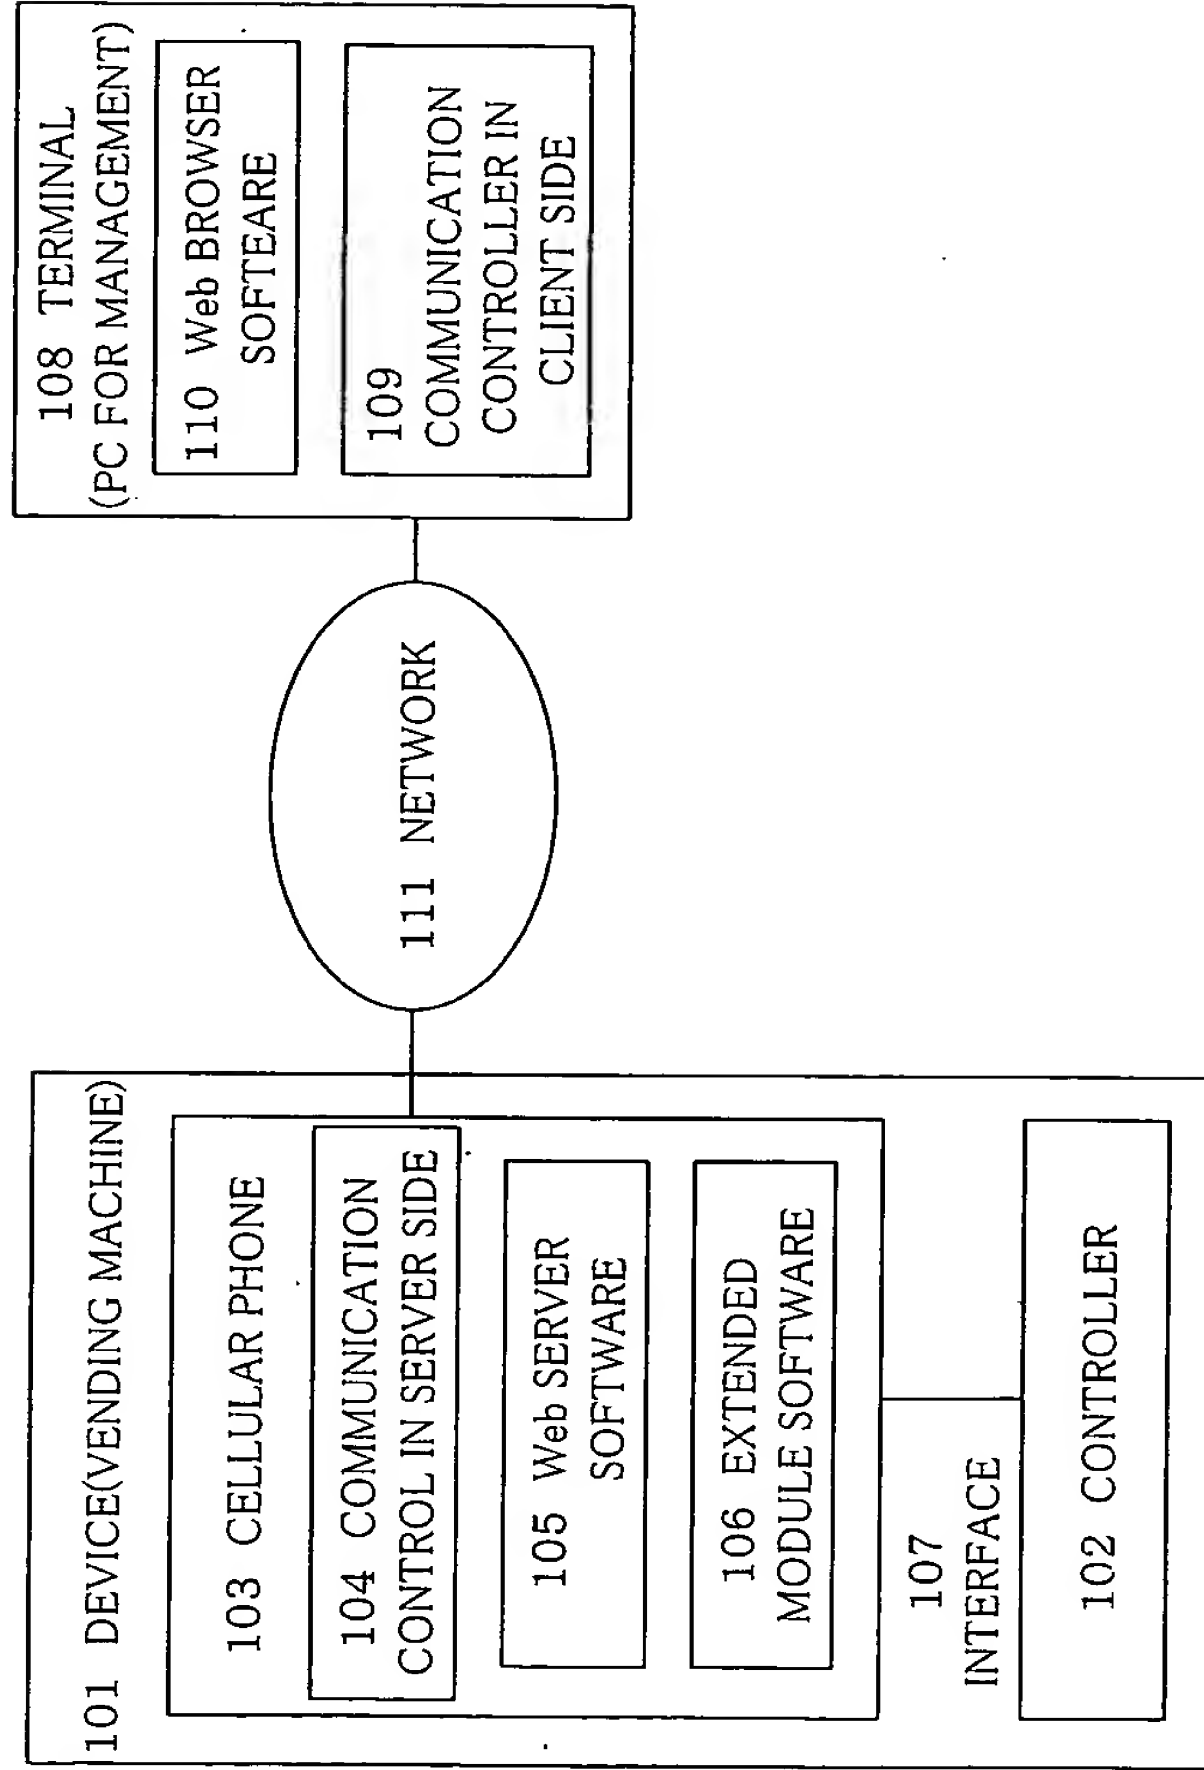 101 DEVICE(VENDING MACHINE)
103 CELLULAR PHONE
104 COMMUNICATION
CONTROL IN SERVER SIDE
105 Web SERVER
SOFTWARE
106 EXTENDED
MODULE SOFTWARE
107
INTERFACE
102 CONTROLLER
111 NETWORK
108 TERMINAL
(PC FOR MANAGEMENT)
110 Web BROWSER
SOFTEARE
109
COMMUNICATION
CONTROLLER IN
CLIENT SIDE